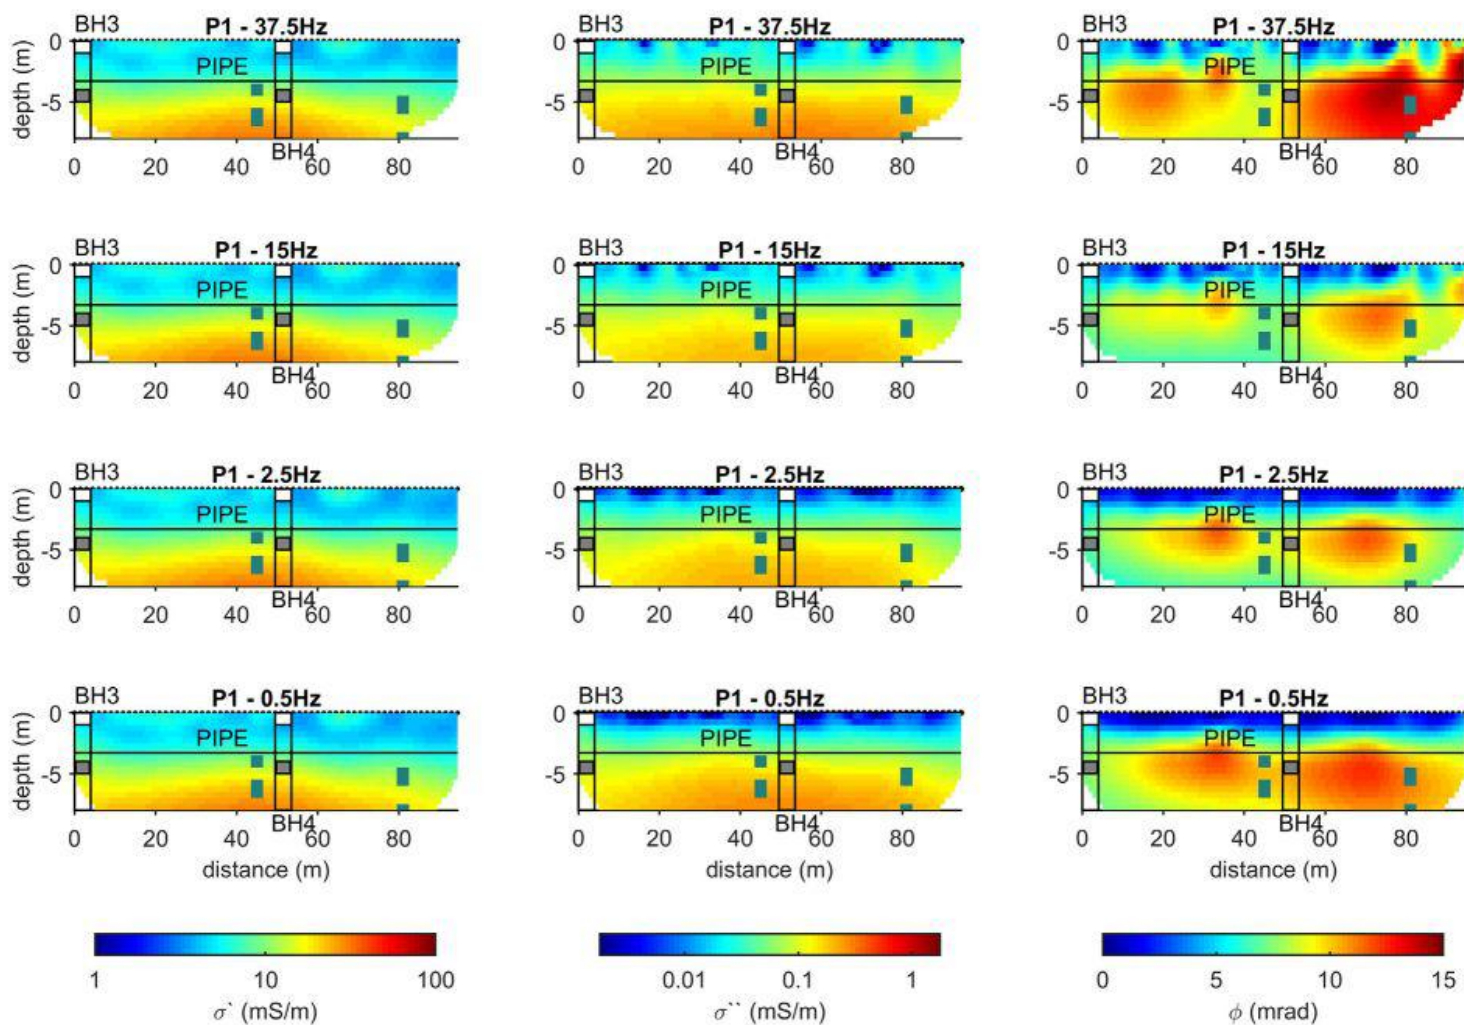 BH3 P1 - 37.5Hz BH3 P1 - 37.5Hz BH3 P1 - 37.5Hz
0 0 0
PIPE PIPE PIPE
depth (m) -5 -5 -5
BH4 BH4 BH4
0 20 40 60 80 0 20 40 60 80 0 20 40 60 80
BH3 P1 - 15Hz BH3 P1 - 15Hz BH3 P1 - 15Hz
0 0 0
PIPE PIPE PIPE
depth (m) -5 -5 -5
BH4 BH4 BH4
0 20 40 60 80 0 20 40 60 80 0 20 40 60 80
BH3 P1 - 2.5Hz BH3 P1 - 2.5Hz BH3 P1 - 2.5Hz
0 0 0
PIPE PIPE PIPE
depth (m) -5 -5 -5
BH4 BH4 BH4
0 20 40 60 80 0 20 40 60 80 0 20 40 60 80
BH3 P1 - 0.5Hz BH3 P1 - 0.5Hz BH3 P1 - 0.5Hz
0 0 0
PIPE PIPE PIPE
depth (m) -5 -5 -5
BH4 BH4 BH4
0 20 40 60 80 0 20 40 60 80 0 20 40 60 80
distance (m) distance (m) distance (m)
1 10 100 0.01 0.1 1 0 5 10 15
σ` (mS/m) σ`` (mS/m) ϕ (mrad)